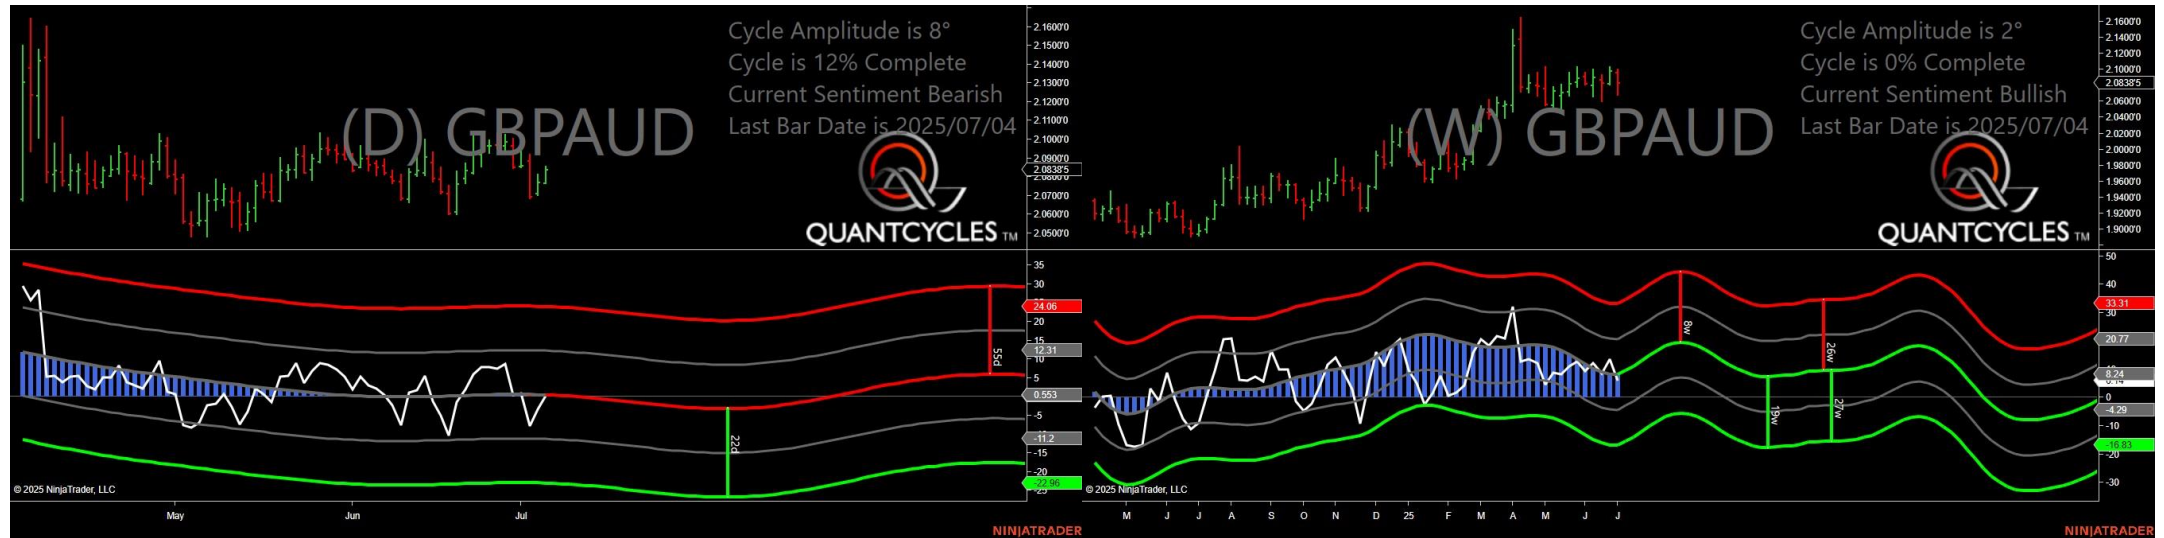 Cycle Amplitude is 8°
Cycle is 12% Complete
Current Sentiment Bearish
Last Bar Date is 2025/07/04
(D) GBPAUD
QUANTCYCLES TM
2.1600'0
2.1500'0
2.1400'0
2.1300'0
2.1200'0
2.1100'0
2.1000'0
2.0900'0
2.0838'5
2.0700'0
2.0600'0
2.0500'0
35
30
24.06
20
15
12.31
10
5
0.553
-5
-11.2
-15
-20
-22.96
55d
22d
© 2025 NinjaTrader, LLC
May Jun Jul
NINJATRADER
Cycle Amplitude is 2°
Cycle is 0% Complete
Current Sentiment Bullish
Last Bar Date is 2025/07/04
(W) GBPAUD
QUANTCYCLES TM
2.1600'0
2.1400'0
2.1200'0
2.1000'0
2.0838'5
2.0600'0
2.0400'0
2.0200'0
2.0000'0
1.9800'0
1.9600'0
1.9400'0
1.9200'0
1.9000'0
50
40
33.31
30
20.77
8.24
0
-4.29
-10
-16.83
-20
-30
8w
26w
19w
27w
© 2025 NinjaTrader, LLC
M J J A S O N D 25 F M A M J J
NINJATRADER